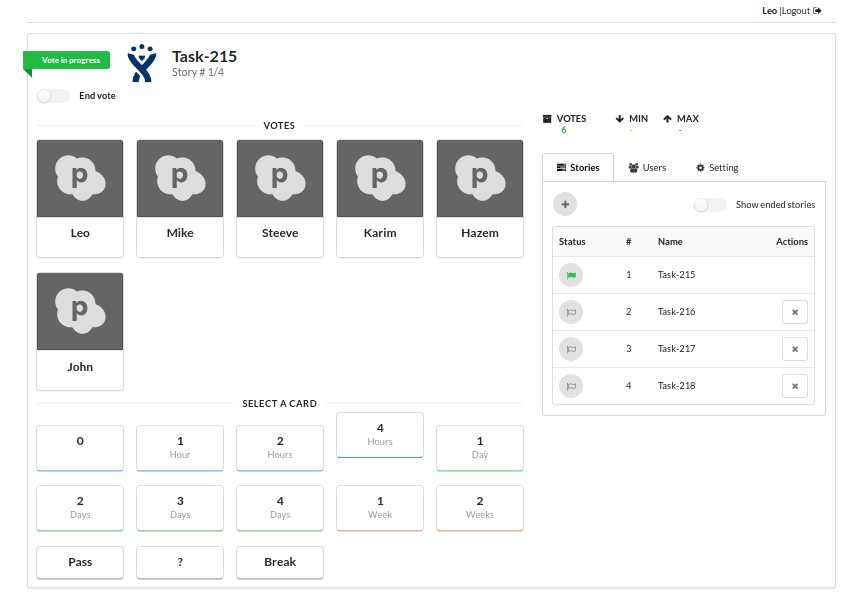 Leo |Logout
Vote in progress
Task-215
Story # 1/4
End vote
VOTES
p
p
p
p
p
Leo
Mike
Steeve
Karim
Hazem
p
John
SELECT A CARD
0
1
Hour
2
Hours
4
Hours
1
Day
2
Days
3
Days
4
Days
1
Week
2
Weeks
Pass
?
Break
VOTES
6
MIN
-
MAX
-
Stories
Users
Setting
+
Show ended stories
Status # Name Actions
1 Task-215
2 Task-216
3 Task-217
4 Task-218